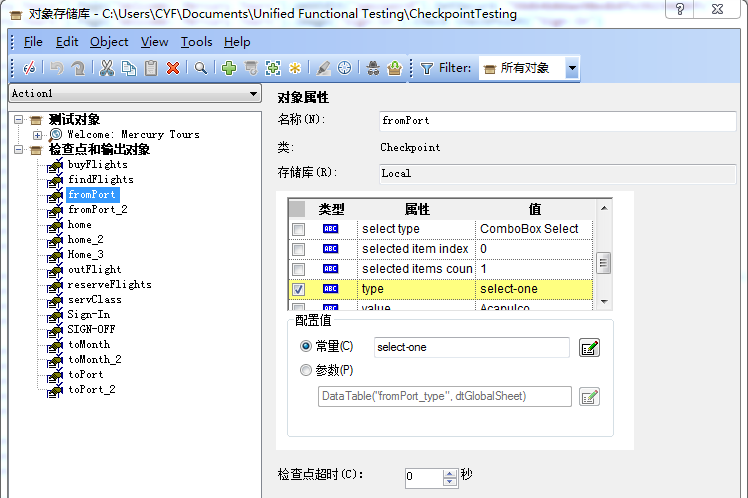 对象存储库 - C:\Users\CYF\Documents\Unified Functional Testing\CheckpointTesting
File Edit Object View Tools Help
Filter: 所有对象
Action1
测试对象
Welcome: Mercury Tours
检查点和输出对象
buyFlights
findFlights
fromPort
fromPort_2
home
home_2
Home_3
outFlight
reserveFlights
servClass
Sign-In
SIGN-OFF
toMonth
toMonth_2
toPort
toPort_2
对象属性
名称(N): fromPort
类: Checkpoint
存储库(R): Local
类型 属性 值
ABC select type ComboBox Select
ABC selected item index 0
ABC selected items coun 1
ABC type select-one
ABC value Acapulco
配置值
常量(C) select-one
参数(P)
DataTable("fromPort_type", dtGlobalSheet)
检查点超时(C): 0 秒